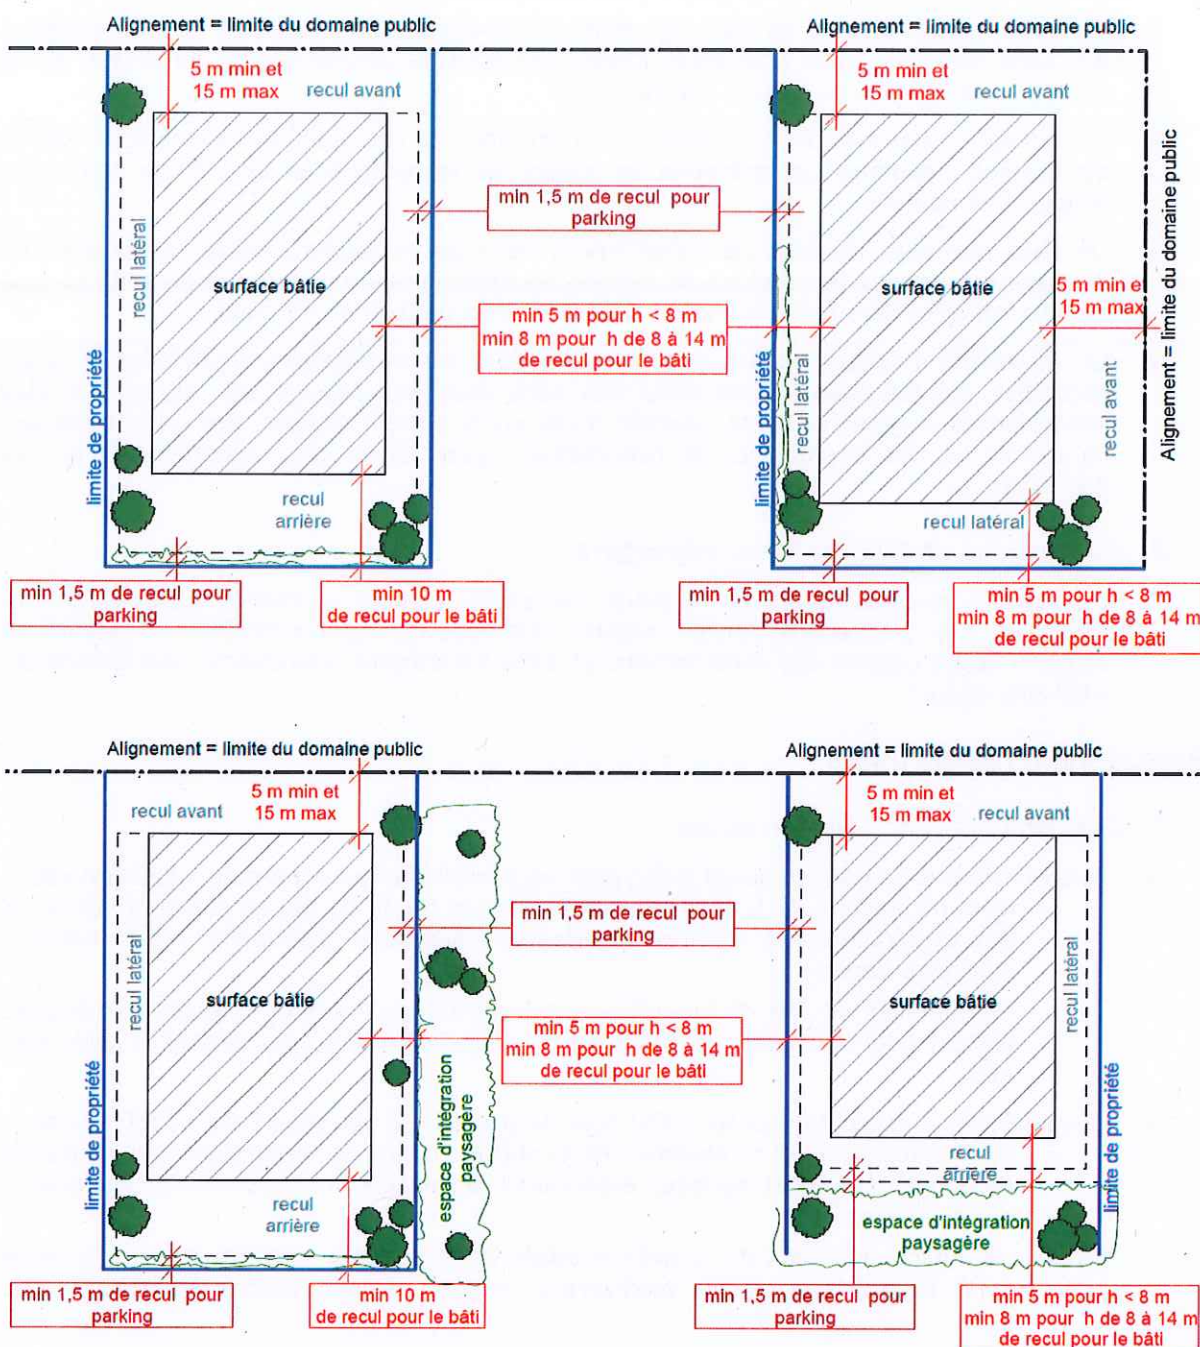 Alignement = limite du domaine public
5 m min et
15 m max
recul avant
recul latéral
surface bâtie
limite de propriété
recul
arrière
min 1,5 m de recul pour
parking
min 10 m
de recul pour le bâti
min 1,5 m de recul pour
parking
min 5 m pour h < 8 m
min 8 m pour h de 8 à 14 m
de recul pour le bâti
Alignement = limite du domaine public
5 m min et
15 m max
recul avant
surface bâtie
5 m min et
15 m max
Alignement = limite du domaine public
limite de propriété
recul latéral
recul avant
recul latéral
min 1,5 m de recul pour
parking
min 5 m pour h < 8 m
min 8 m pour h de 8 à 14 m
de recul pour le bâti
Alignement = limite du domaine public
5 m min et
15 m max
recul avant
recul latéral
surface bâtie
limite de propriété
recul
arrière
espace d'intégration
paysagère
min 1,5 m de recul pour
parking
min 10 m
de recul pour le bâti
min 1,5 m de recul pour
parking
min 5 m pour h < 8 m
min 8 m pour h de 8 à 14 m
de recul pour le bâti
Alignement = limite du domaine public
5 m min et
15 m max
recul avant
recul latéral
surface bâtie
limite de propriété
recul
arrière
espace d'intégration
paysagère
min 1,5 m de recul pour
parking
min 5 m pour h < 8 m
min 8 m pour h de 8 à 14 m
de recul pour le bâti